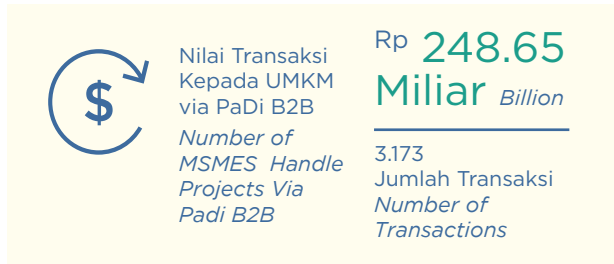 $
Nilai Transaksi
Kepada UMKM
via PaDi B2B
Number of
MSMES Handle
Projects Via
Padi B2B
Rp 248.65
Miliar Billion
3.173
Jumlah Transaksi
Number of
Transactions